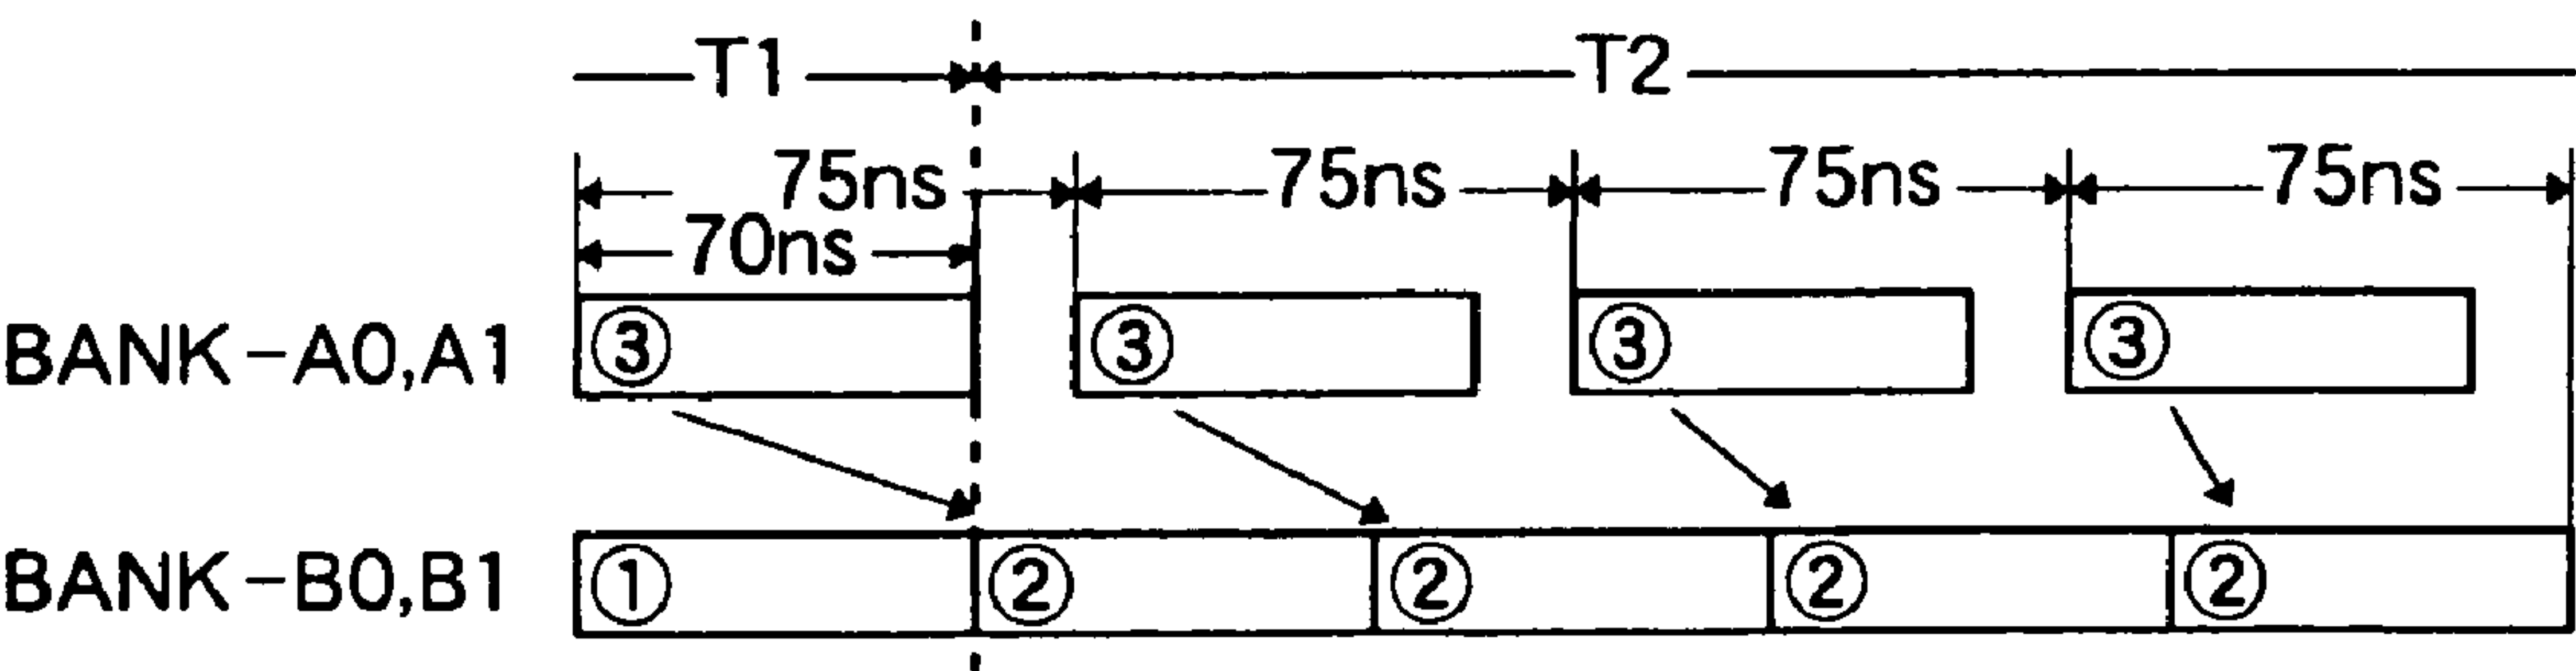 T1 T2
75ns 75ns 75ns 75ns
70ns
BANK-A0,A1 ③ ③ ③ ③
BANK-B0,B1 ① ② ② ② ②